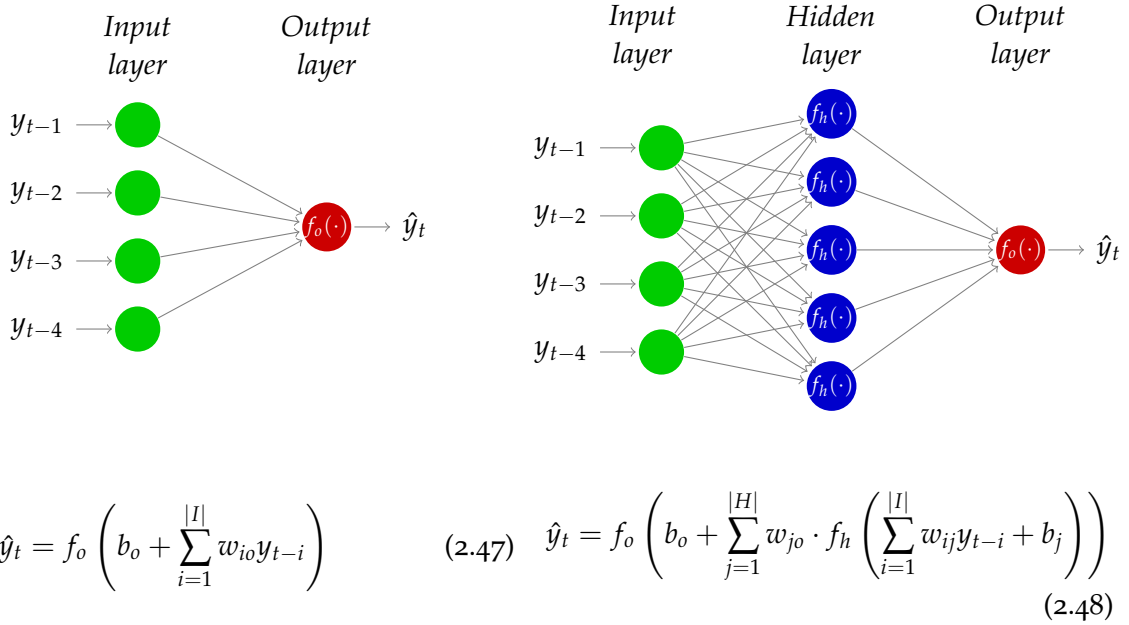 Input layer
Output layer
y_{t−1}
y_{t−2}
y_{t−3}
y_{t−4}
f_o(·)
ŷ_t
ŷ_t = f_o ( b_o + \sum_{i=1}^{|I|} w_{io} y_{t−i} )
(2.47)
Input layer
Hidden layer
Output layer
y_{t−1}
y_{t−2}
y_{t−3}
y_{t−4}
f_h(·)
f_h(·)
f_h(·)
f_h(·)
f_h(·)
f_o(·)
ŷ_t
ŷ_t = f_o ( b_o + \sum_{j=1}^{|H|} w_{jo} · f_h ( \sum_{i=1}^{|I|} w_{ij} y_{t−i} + b_j ) )
(2.48)